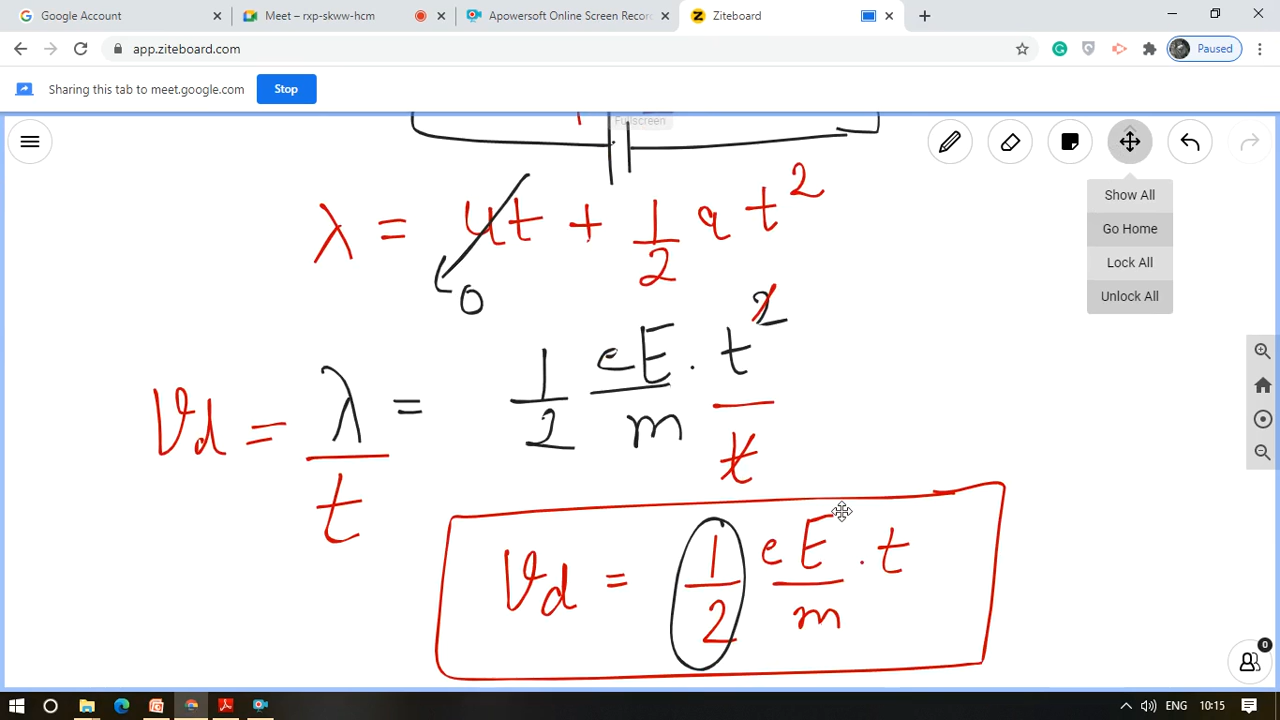 Google Account
Meet – rxp-skww-hcm
Apowersoft Online Screen Recor
Ziteboard
app.ziteboard.com
Paused
Sharing this tab to meet.google.com
Stop
Fullscreen
Show All
Go Home
Lock All
Unlock All
λ = ut + 1/2 a t²
0
Vd = λ/t = 1/2 eE/m · t²/t
Vd = 1/2 eE/m · t
0
ENG
10:15